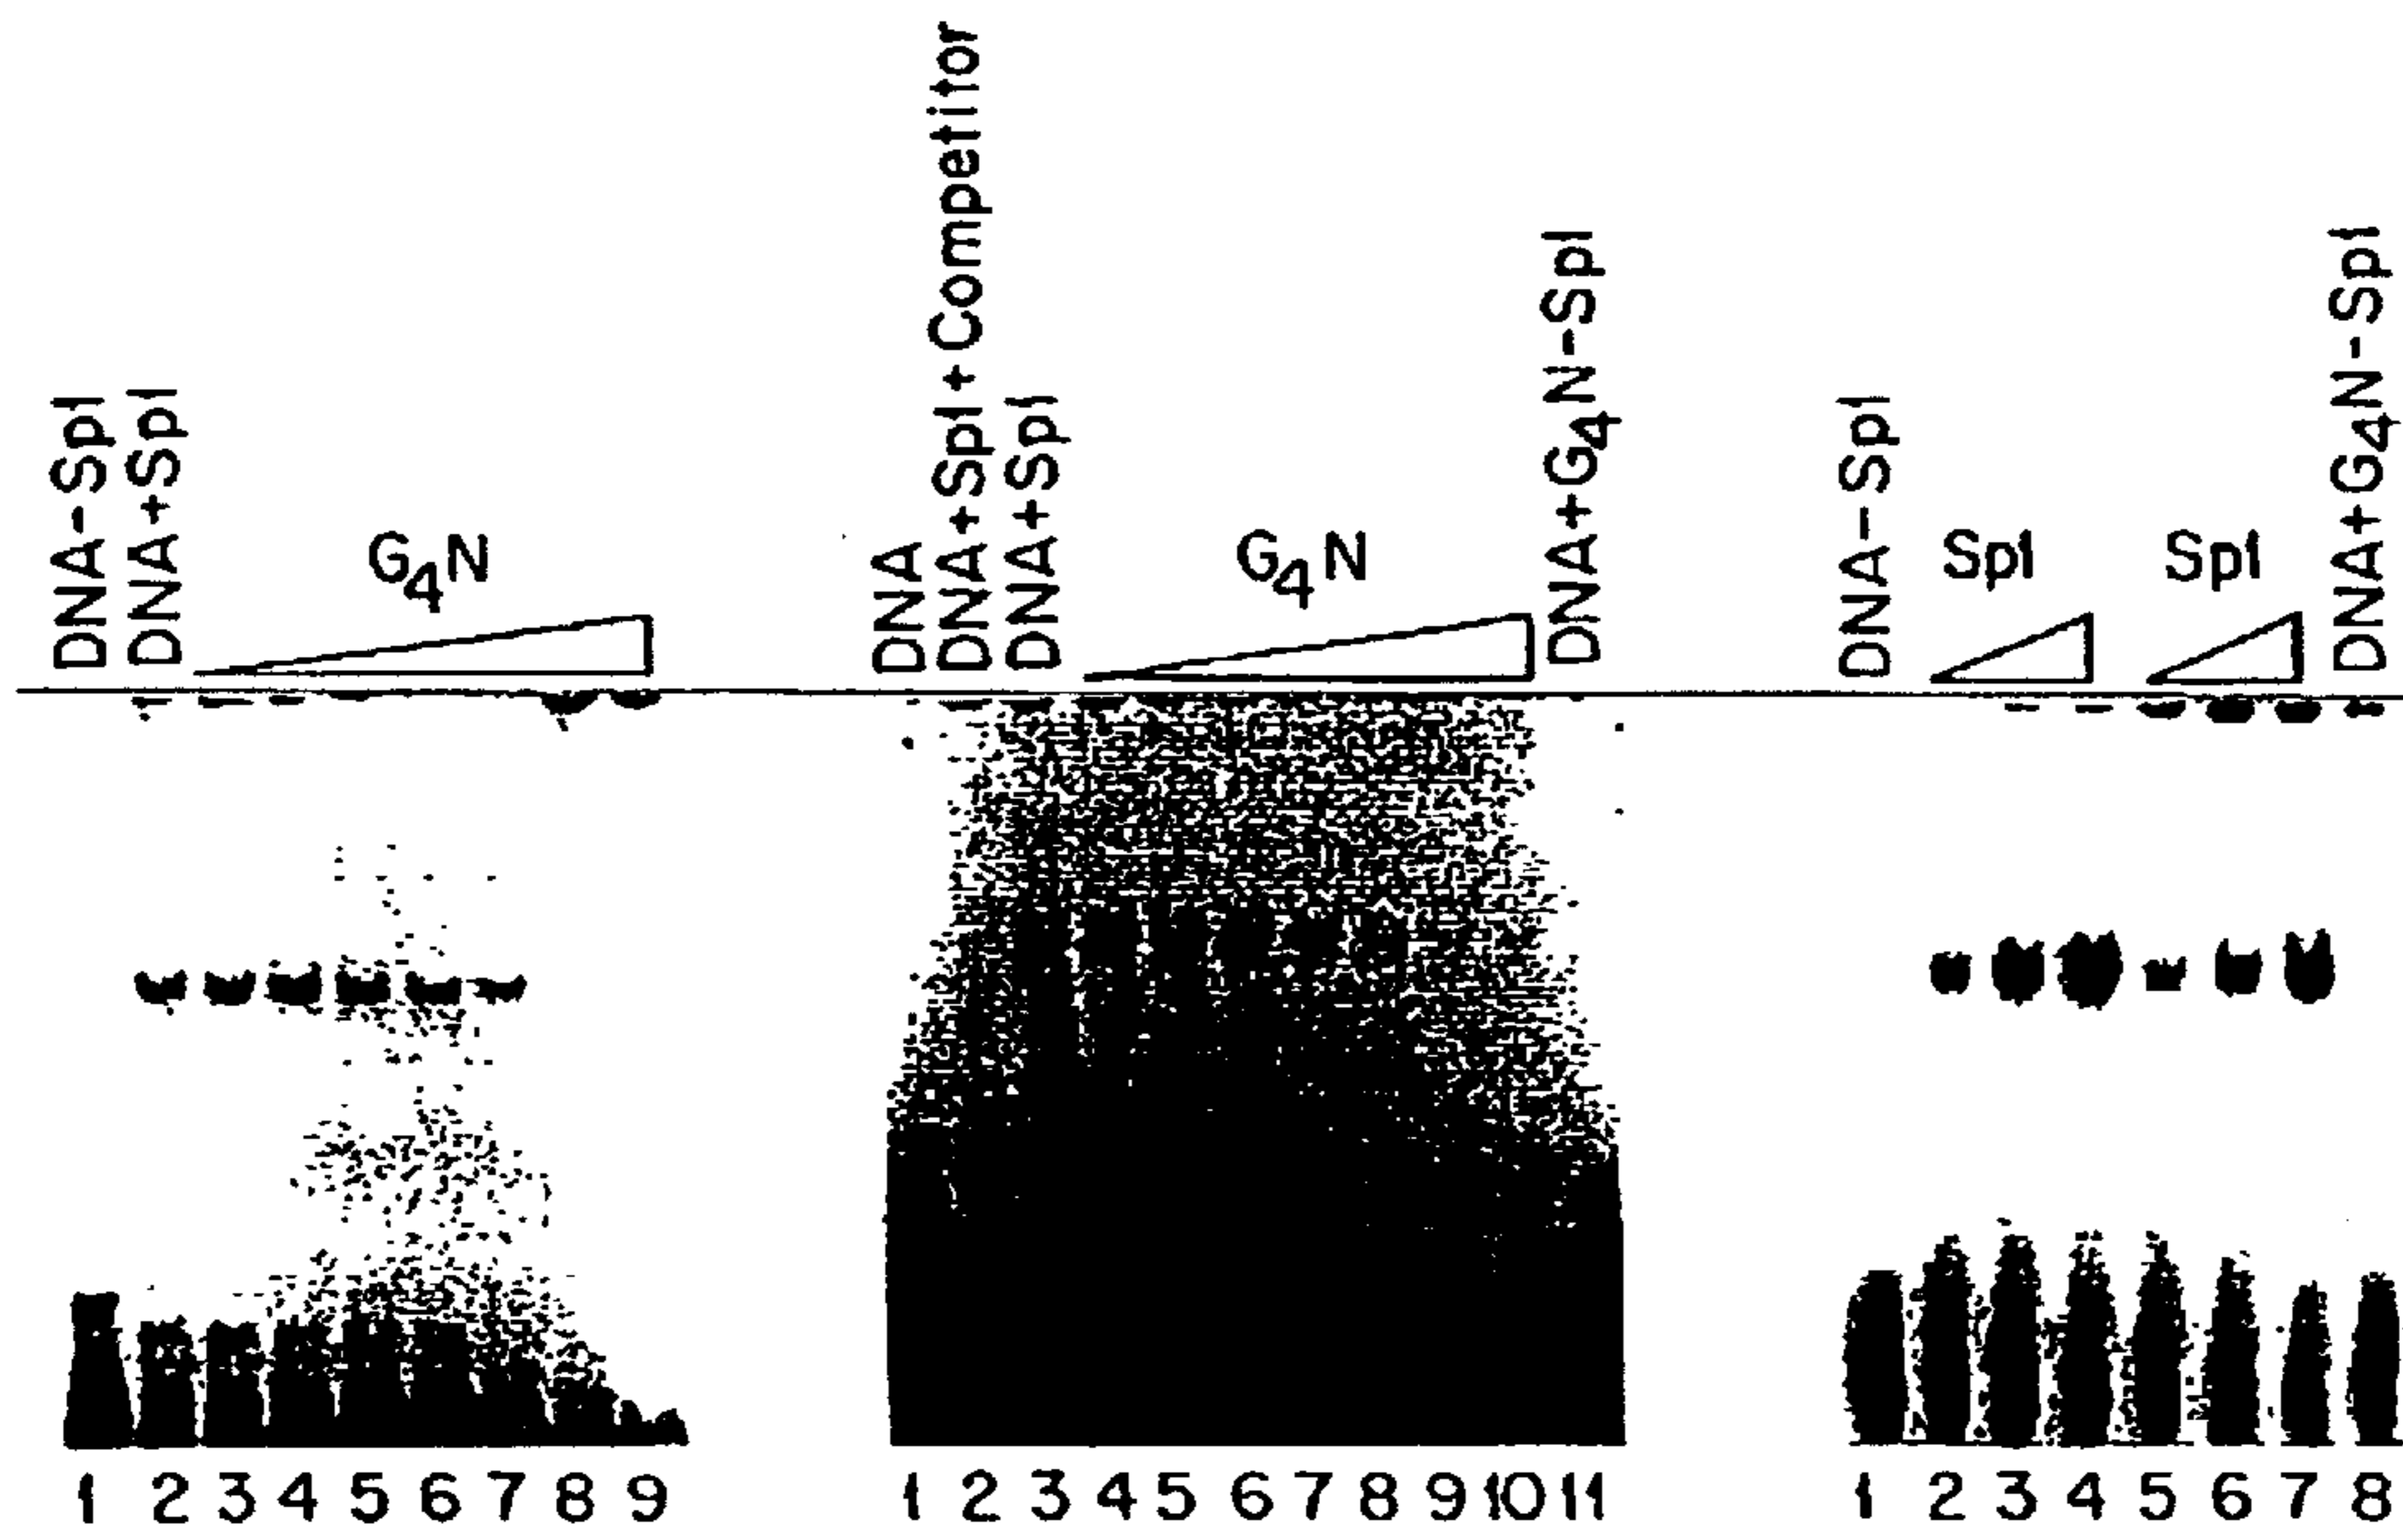 DNA-Spl
DNA+Spl
G4N
DNA
DNA+Spl+Competitor
DNA+Spl
G4N
DNA+G4N-Spl
DNA-Spl
Spl
Spl
DNA+G4N-Spl
1 2 3 4 5 6 7 8 9
1 2 3 4 5 6 7 8 9 10 11
1 2 3 4 5 6 7 8